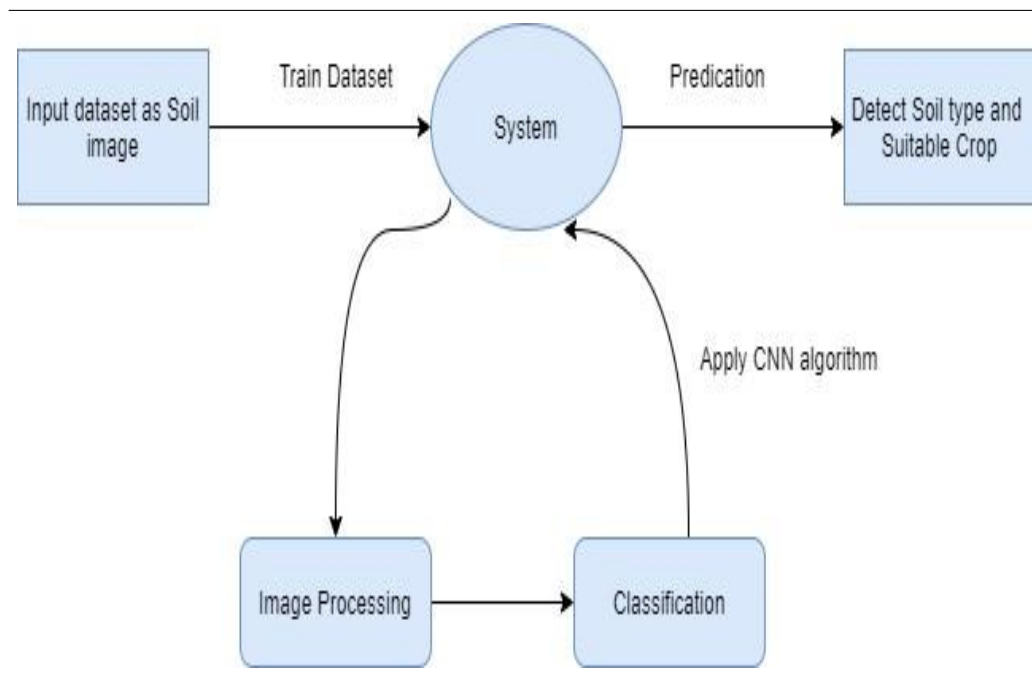 Train Dataset
Predication
Input dataset as Soil
image
System
Detect Soil type and
Suitable Crop
Apply CNN algorithm
Image Processing
Classification